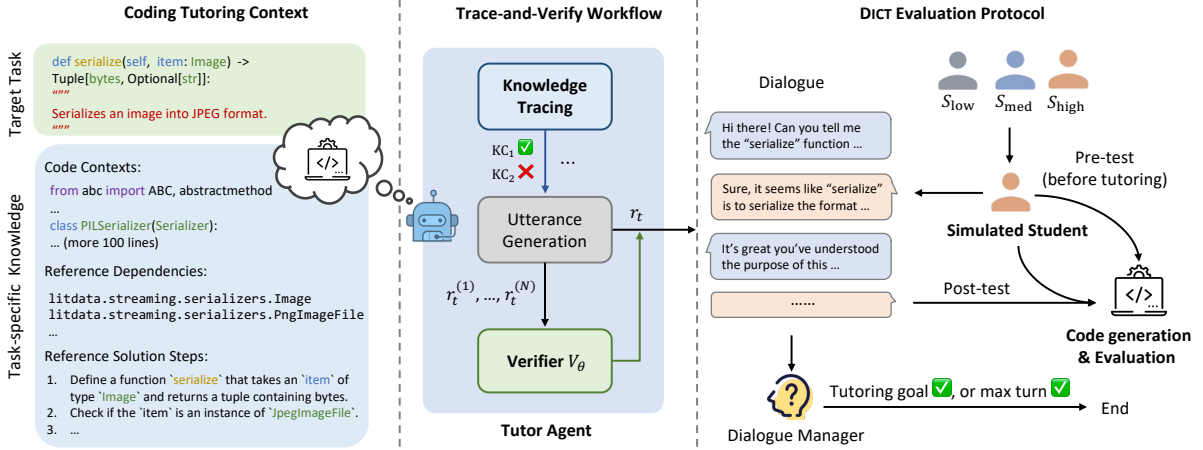 Coding Tutoring Context
Target Task
def serialize(self, item: Image) ->
Tuple[bytes, Optional[str]]:
"""
Serializes an image into JPEG format.
"""
Task-specific Knowledge
Code Contexts:
from abc import ABC, abstractmethod
...
class PILSerializer(Serializer):
... (more 100 lines)
Reference Dependencies:
litdata.streaming.serializers.Image
litdata.streaming.serializers.PngImageFile
...
Reference Solution Steps:
1. Define a function `serialize` that takes an `item` of
type `Image` and returns a tuple containing bytes.
2. Check if the `item` is an instance of `JpegImageFile`.
3. ...
</> ...
Trace-and-Verify Workflow
Knowledge
Tracing
KC1
KC2
...
Utterance
Generation
r_t
r_t^(1), ..., r_t^(N)
Verifier V_θ
Tutor Agent
DICT Evaluation Protocol
Dialogue
Hi there! Can you tell me
the “serialize” function ...
Sure, it seems like “serialize”
is to serialize the format ...
It’s great you’ve understood
the purpose of this ...
......
S_low
S_med
S_high
Pre-test
(before tutoring)
Simulated Student
Post-test
</> ...
Code generation
& Evaluation
?
Dialogue Manager
Tutoring goal ✅, or max turn ✅
End